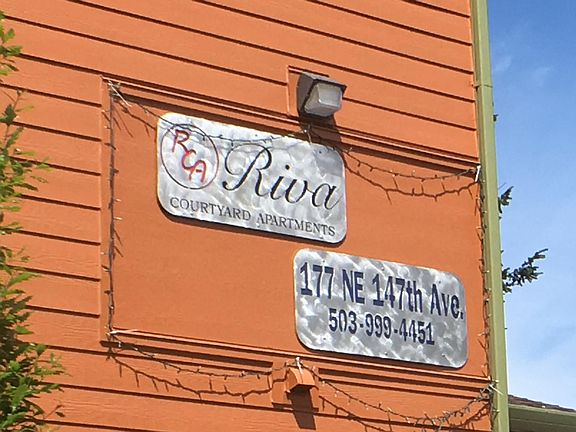 RCA
Riva
COURTYARD APARTMENTS
177 NE 147th Ave.
503-999-4451